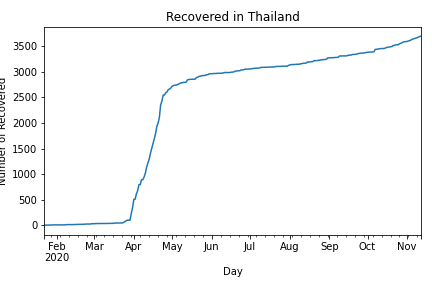 Recovered in Thailand
Number of Recovered
3500
3000
2500
2000
1500
1000
500
0
Feb Mar Apr May Jun Jul Aug Sep Oct Nov
2020
Day